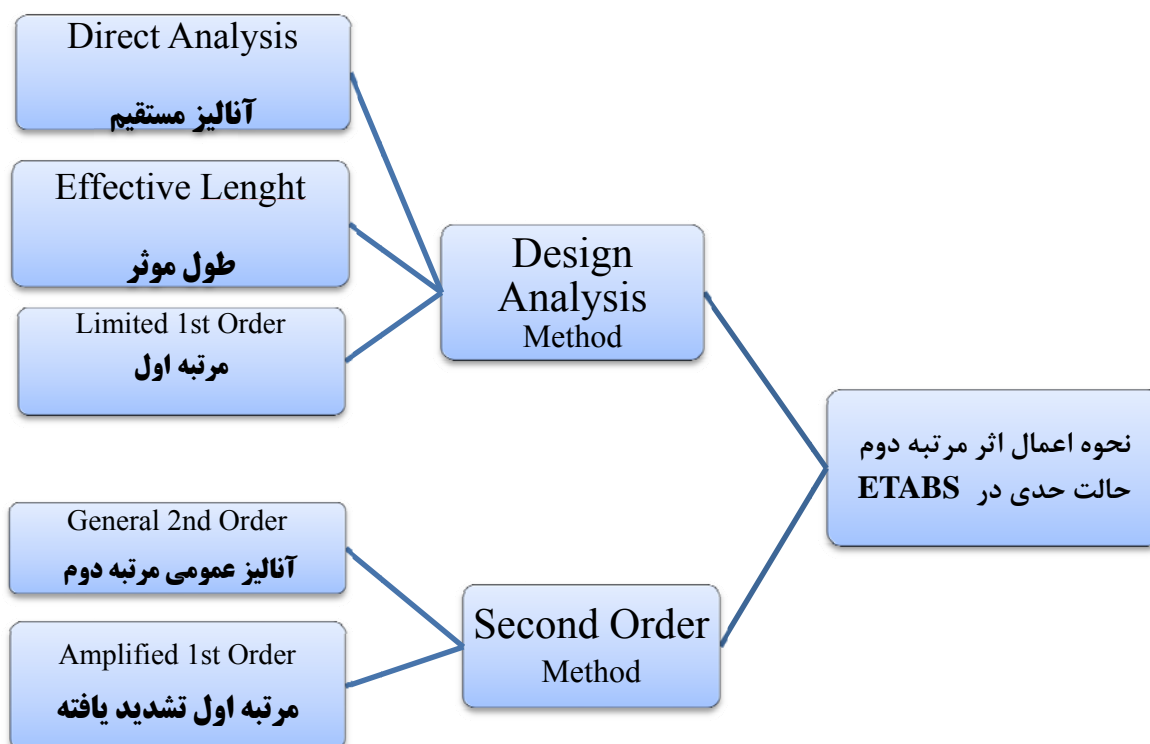 Direct Analysis
آنالیز مستقیم
Effective Lenght
طول موثر
Limited 1st Order
مرتبه اول
Design
Analysis
Method
نحوه اعمال اثر مرتبه دوم
حالت حدی در ETABS
General 2nd Order
آنالیز عمومی مرتبه دوم
Amplified 1st Order
مرتبه اول تشدید یافته
Second Order
Method